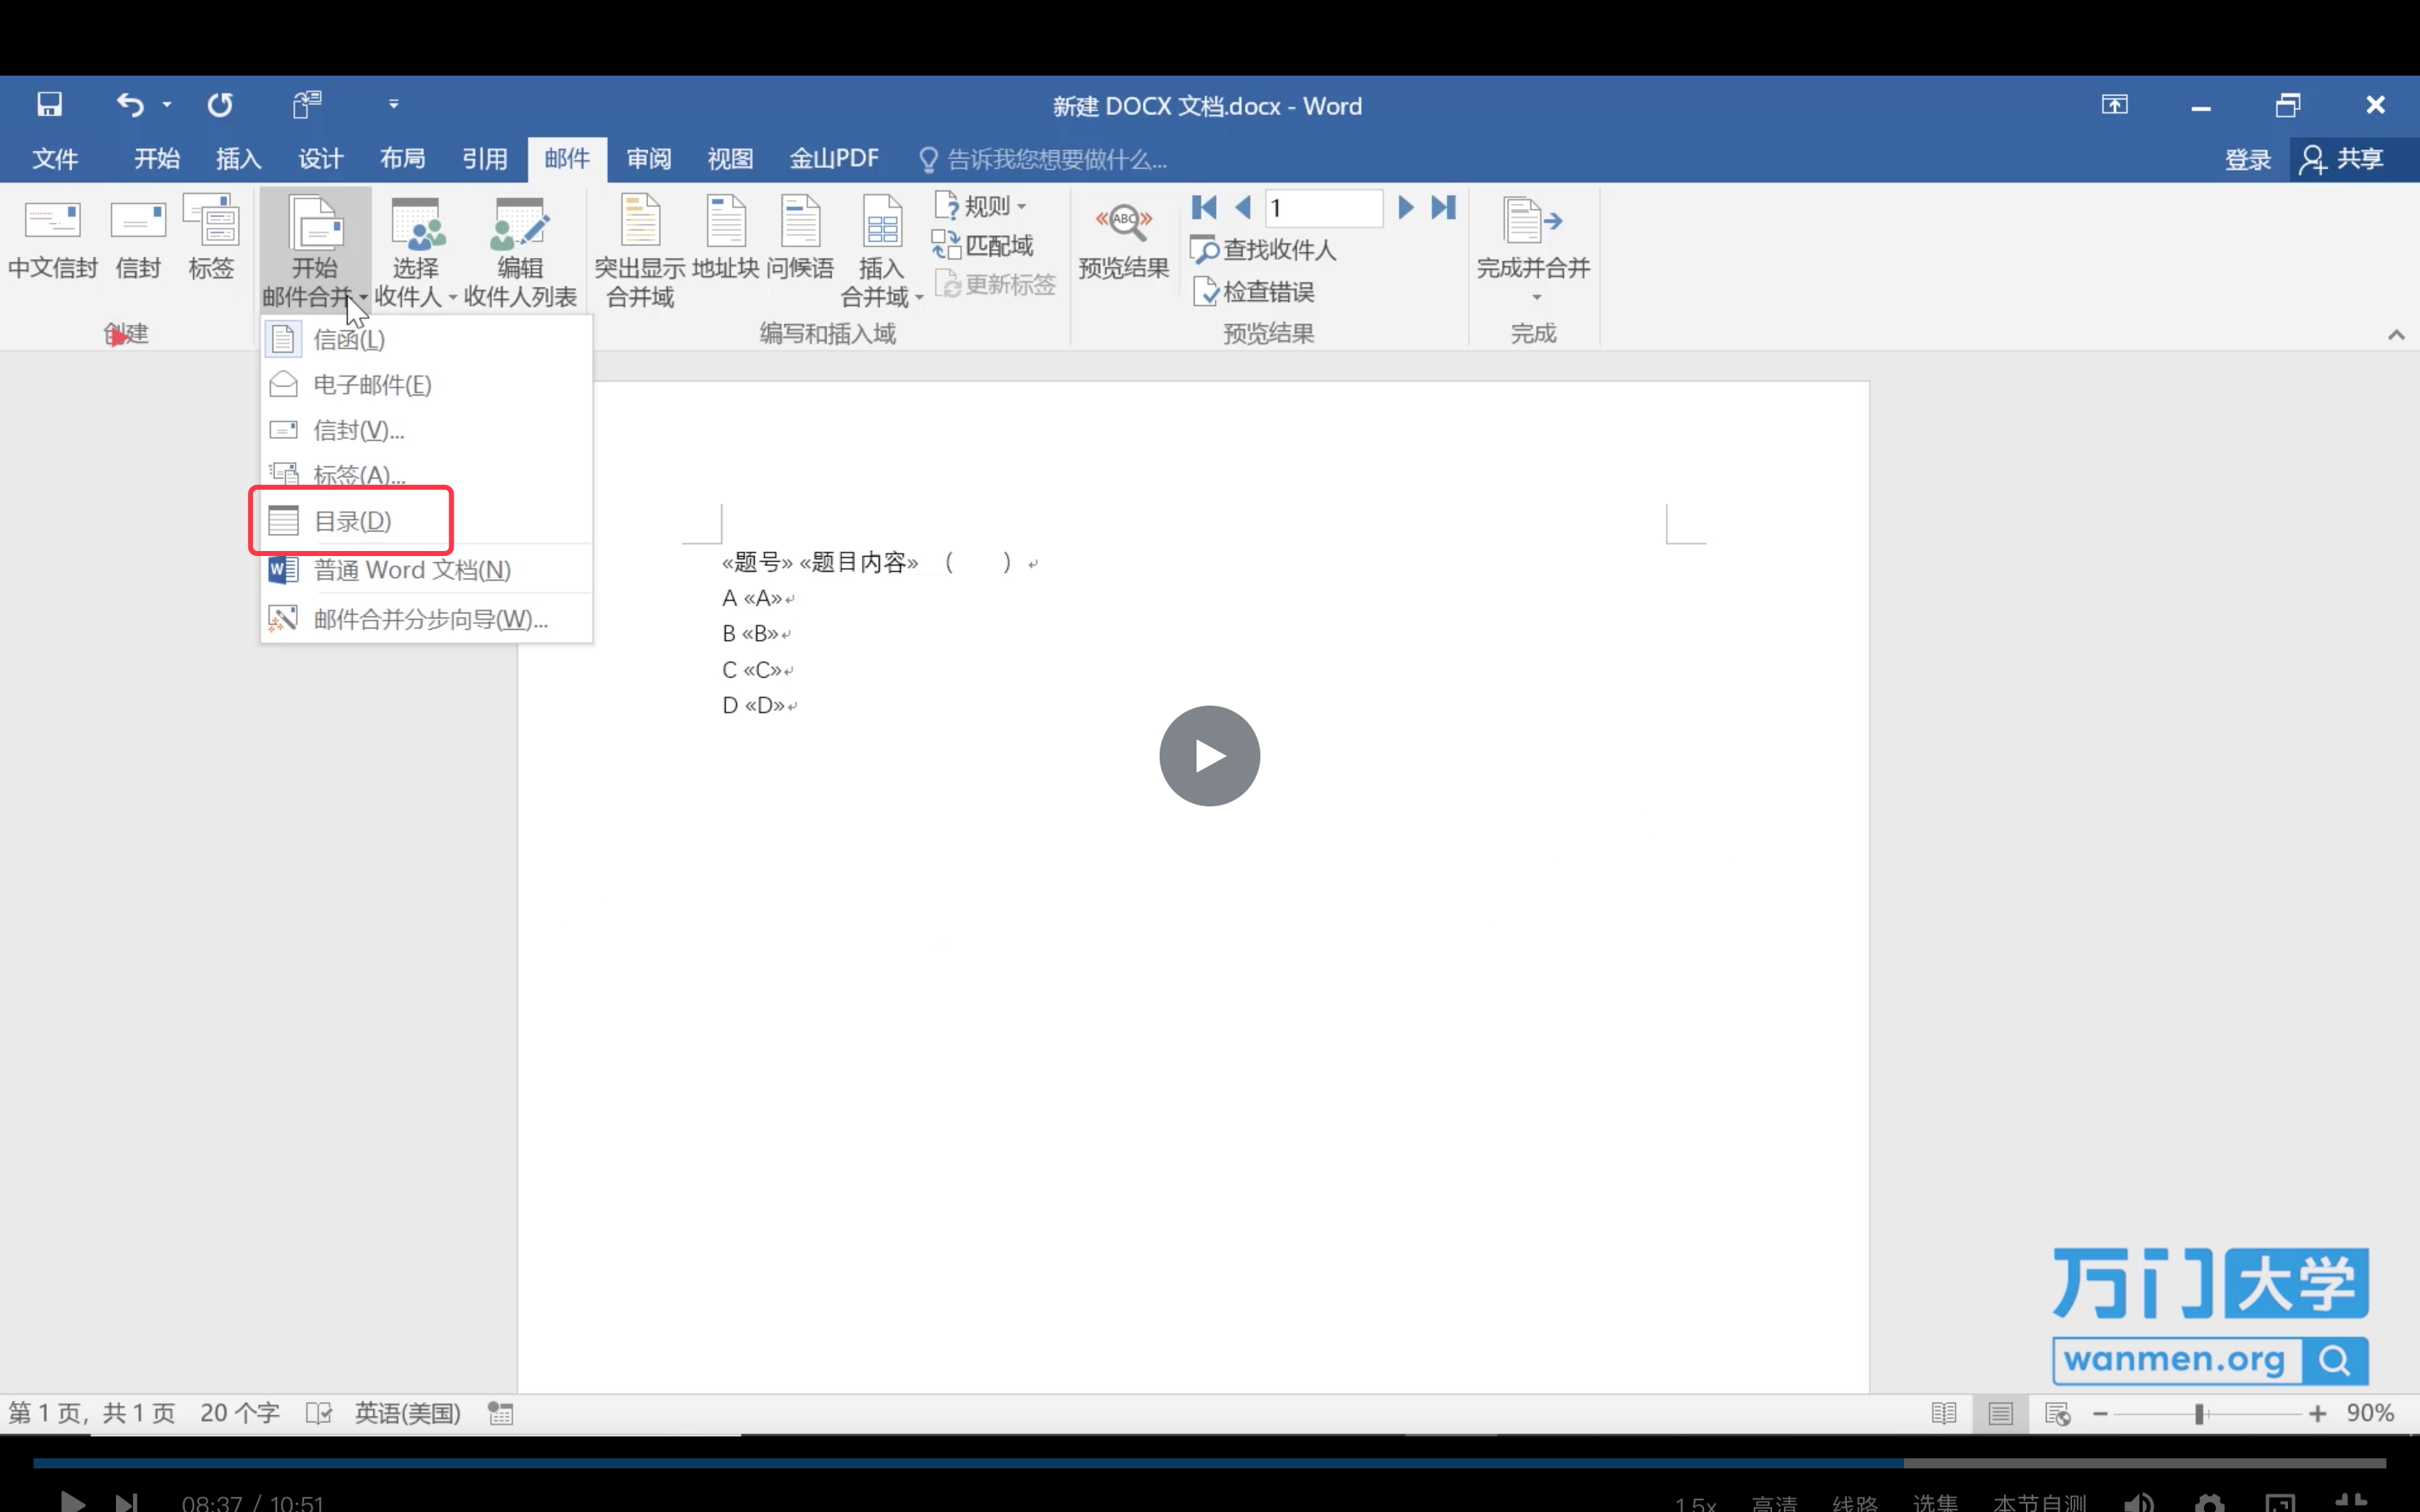 新建 DOCX 文档.docx - Word
文件 开始 插入 设计 布局 引用 邮件 审阅 视图 金山PDF 告诉我您想要做什么... 登录 共享
中文信封 信封 标签
创建
开始
邮件合并
选择
收件人
编辑
收件人列表
突出显示
合并域
地址块
问候语
插入
合并域
规则
匹配域
更新标签
编写和插入域
ABC
预览结果
1
查找收件人
检查错误
预览结果
完成并合并
完成
信函(L)
电子邮件(E)
信封(V)...
标签(A)...
目录(D)
普通 Word 文档(N)
邮件合并分步向导(W)...
«题号» «题目内容» （ ）
A «A»
B «B»
C «C»
D «D»
万门大学
wanmen.org
第 1 页，共 1 页 20 个字 英语(美国) 90%
08:37 / 10:51 1.5x 高清 线路 选集 本节自测